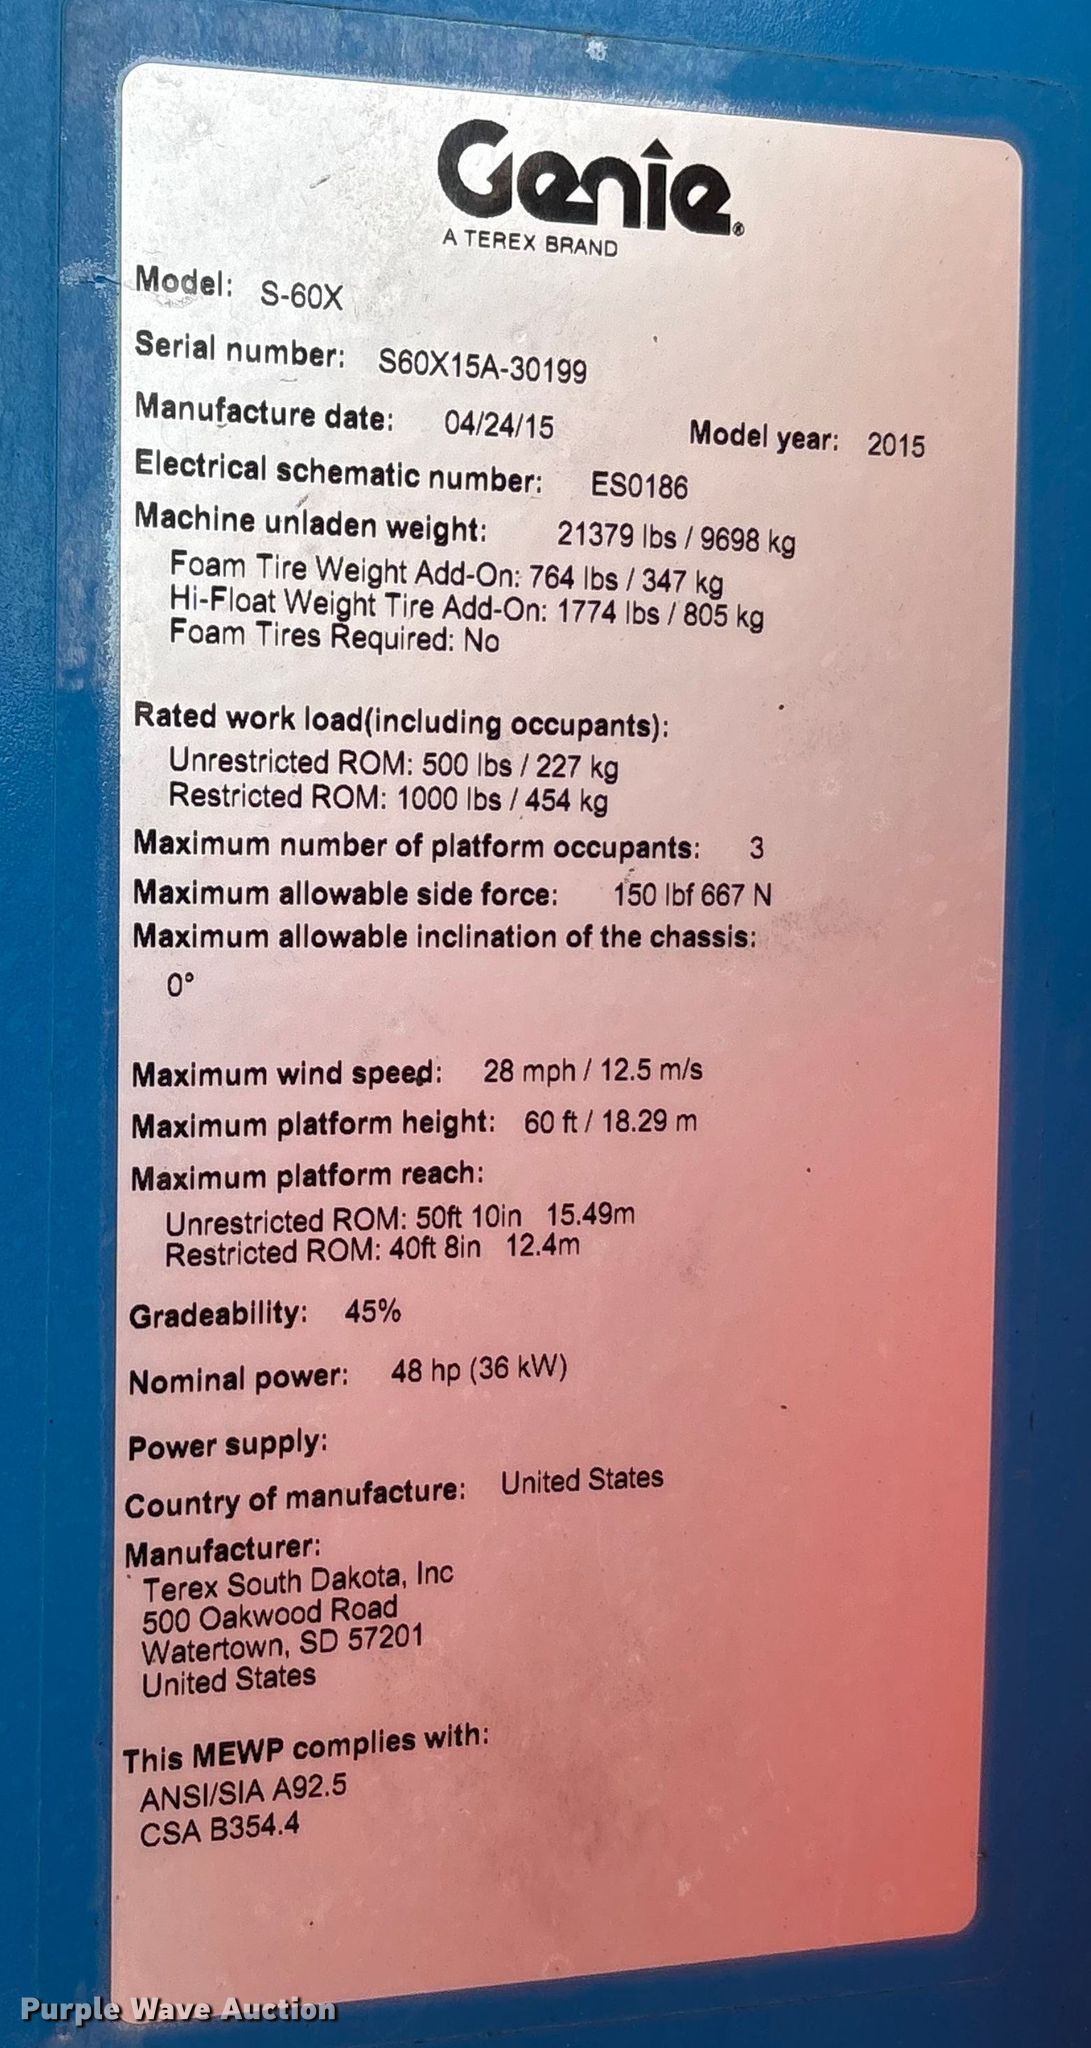 Genie®
A TEREX BRAND
Model: S-60X
Serial number: S60X15A-30199
Manufacture date: 04/24/15 Model year: 2015
Electrical schematic number: ES0186
Machine unladen weight: 21379 lbs / 9698 kg
Foam Tire Weight Add-On: 764 lbs / 347 kg
Hi-Float Weight Tire Add-On: 1774 lbs / 805 kg
Foam Tires Required: No
Rated work load(including occupants):
Unrestricted ROM: 500 lbs / 227 kg
Restricted ROM: 1000 lbs / 454 kg
Maximum number of platform occupants: 3
Maximum allowable side force: 150 lbf 667 N
Maximum allowable inclination of the chassis:
0°
Maximum wind speed: 28 mph / 12.5 m/s
Maximum platform height: 60 ft / 18.29 m
Maximum platform reach:
Unrestricted ROM: 50ft 10in 15.49m
Restricted ROM: 40ft 8in 12.4m
Gradeability: 45%
Nominal power: 48 hp (36 kW)
Power supply:
Country of manufacture: United States
Manufacturer:
Terex South Dakota, Inc
500 Oakwood Road
Watertown, SD 57201
United States
This MEWP complies with:
ANSI/SIA A92.5
CSA B354.4
Purple Wave Auction